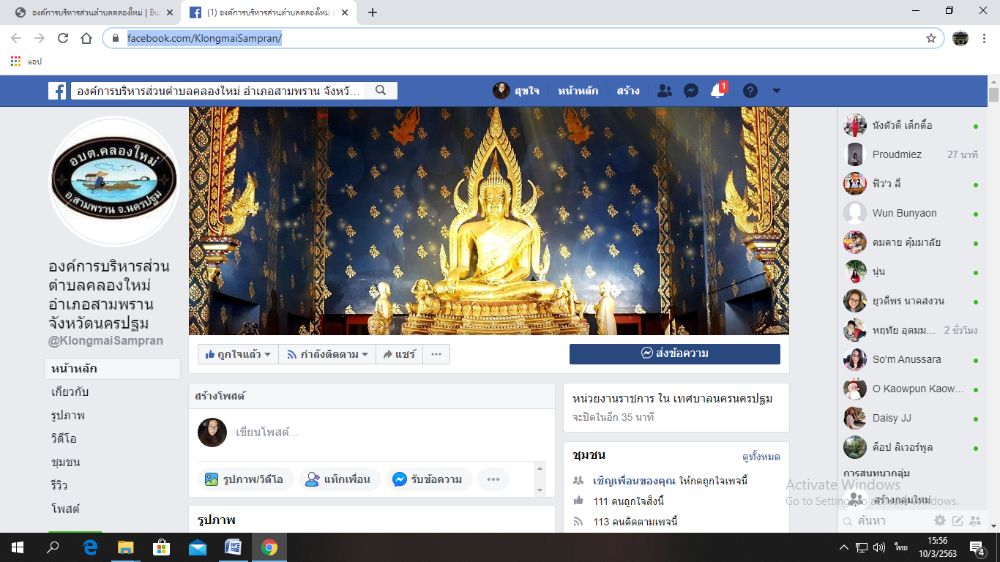 องค์การบริหารส่วนตำบลคลองใหม่ | ยิน
(1) องค์การบริหารส่วนตำบลคลองใหม่ อ
facebook.com/KlongmaiSampran/
แอป
องค์การบริหารส่วนตำบลคลองใหม่ อำเภอสามพราน จังหวั...
สุขใจ
หน้าหลัก
สร้าง
1
อบต.คลองใหม่
อ.สามพราน จ.นครปฐม
องค์การบริหารส่วน
ตำบลคลองใหม่
อำเภอสามพราน
จังหวัดนครปฐม
@KlongmaiSampran
หน้าหลัก
เกี่ยวกับ
รูปภาพ
วิดีโอ
ชุมชน
รีวิว
โพสต์
ถูกใจแล้ว
กำลังติดตาม
แชร์
ส่งข้อความ
สร้างโพสต์
เขียนโพสต์...
รูปภาพ/วิดีโอ
แท็กเพื่อน
รับข้อความ
รูปภาพ
หน่วยงานราชการ ใน เทศบาลนครนครปฐม
จะปิดในอีก 35 นาที
ชุมชน
ดูทั้งหมด
เชิญเพื่อนของคุณ ให้กดถูกใจเพจนี้
111 คนถูกใจสิ่งนี้
113 คนติดตามเพจนี้
นังตัวดี เด็กดื้อ
Proudmiez 27 นาที
ฟิว'ว ล์
Wun Bunyaon
คมคาย คุ้มมาลัย
นุ่น
ยุวดีพร นาคสงวน
หฤทัย อุดมม... 2 ชั่วโมง
So'm Anussara
O Kaowpun Kaow...
Daisy JJ
ค็อป ลิเวอร์พูล
การสนทนากลุ่ม
สร้างกลุ่มใหม่
Activate Windows
Go to Settings to activate Windows.
ค้นหา
ไทย
15:56
10/3/2563
4